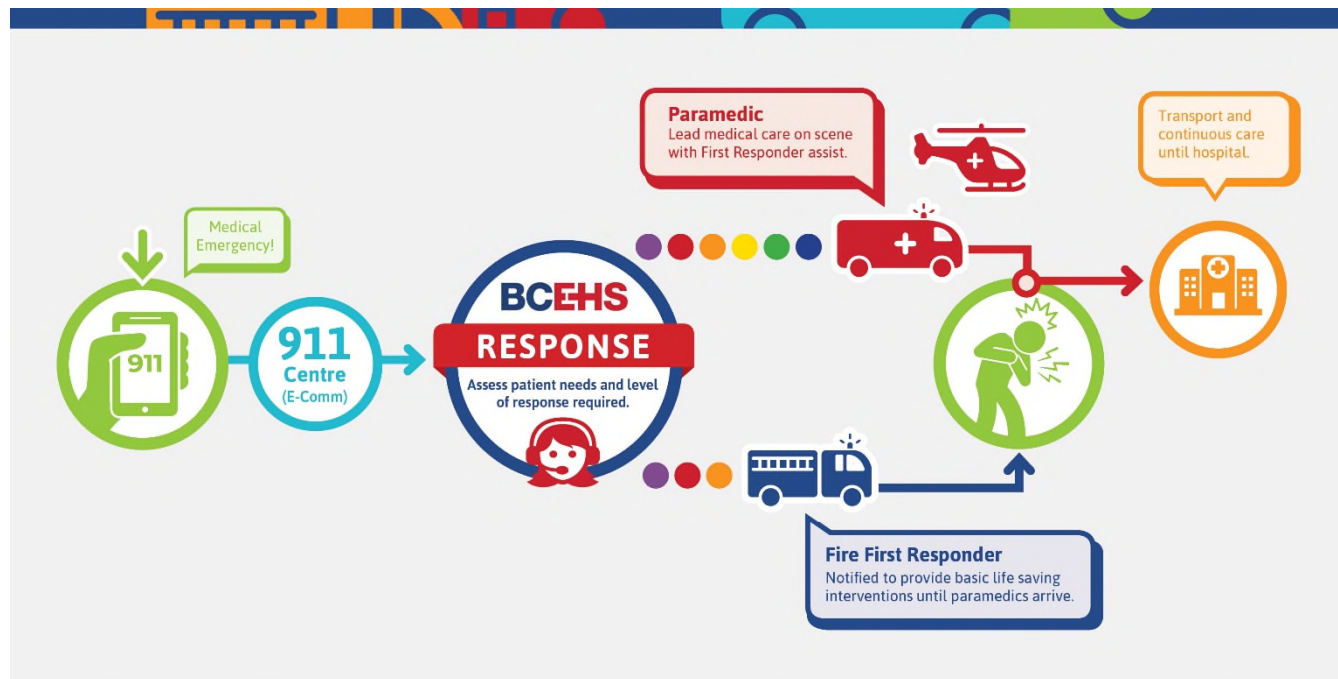 Medical
Emergency!
911
911
Centre
(E-Comm)
BCEHS
RESPONSE
Assess patient needs and level
of response required.
Paramedic
Lead medical care on scene
with First Responder assist.
Fire First Responder
Notified to provide basic life saving
interventions until paramedics arrive.
Transport and
continuous care
until hospital.